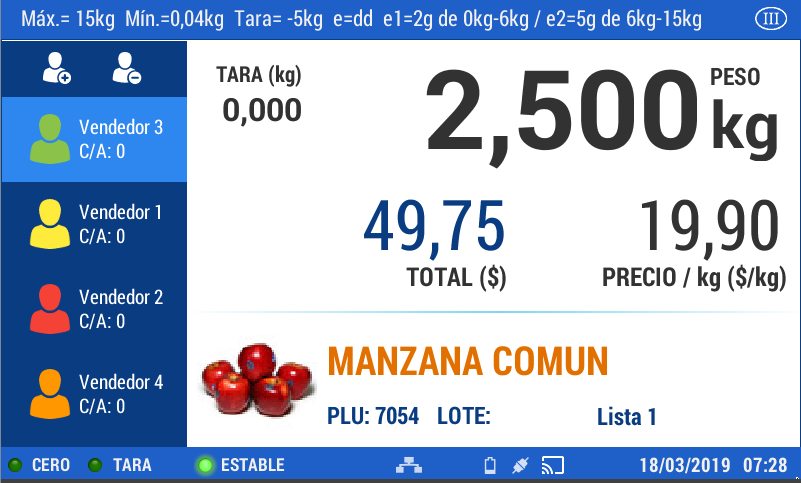 Máx.= 15kg Mín.=0,04kg Tara= -5kg e=dd e1=2g de 0kg-6kg / e2=5g de 6kg-15kg III
Vendedor 3
C/A: 0
Vendedor 1
C/A: 0
Vendedor 2
C/A: 0
Vendedor 4
C/A: 0
TARA (kg)
0,000
PESO
2,500 kg
49,75
TOTAL ($)
19,90
PRECIO / kg ($/kg)
MANZANA COMUN
PLU: 7054 LOTE: Lista 1
CERO TARA ESTABLE 18/03/2019 07:28